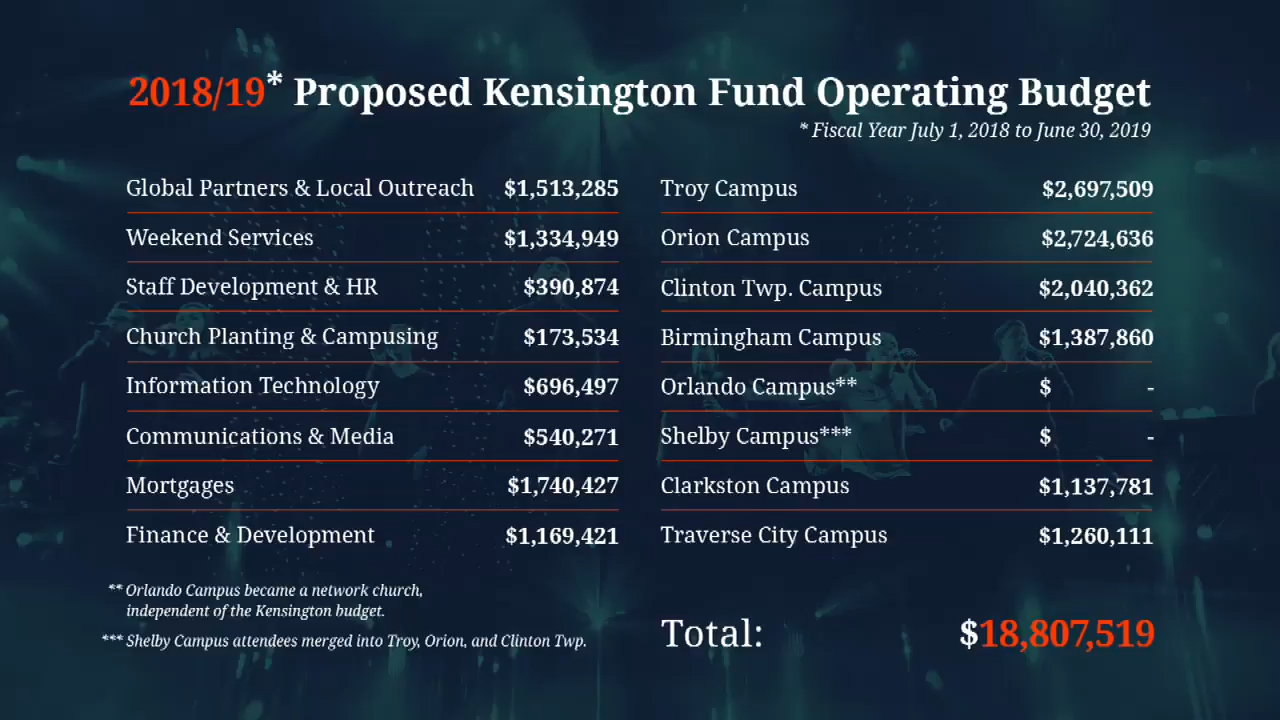 2018/19* Proposed Kensington Fund Operating Budget
* Fiscal Year July 1, 2018 to June 30, 2019
Global Partners & Local Outreach $1,513,285
Weekend Services $1,334,949
Staff Development & HR $390,874
Church Planting & Campusing $173,534
Information Technology $696,497
Communications & Media $540,271
Mortgages $1,740,427
Finance & Development $1,169,421
Troy Campus $2,697,509
Orion Campus $2,724,636
Clinton Twp. Campus $2,040,362
Birmingham Campus $1,387,860
Orlando Campus** $ -
Shelby Campus*** $ -
Clarkston Campus $1,137,781
Traverse City Campus $1,260,111
** Orlando Campus became a network church,
independent of the Kensington budget.
*** Shelby Campus attendees merged into Troy, Orion, and Clinton Twp.
Total: $18,807,519